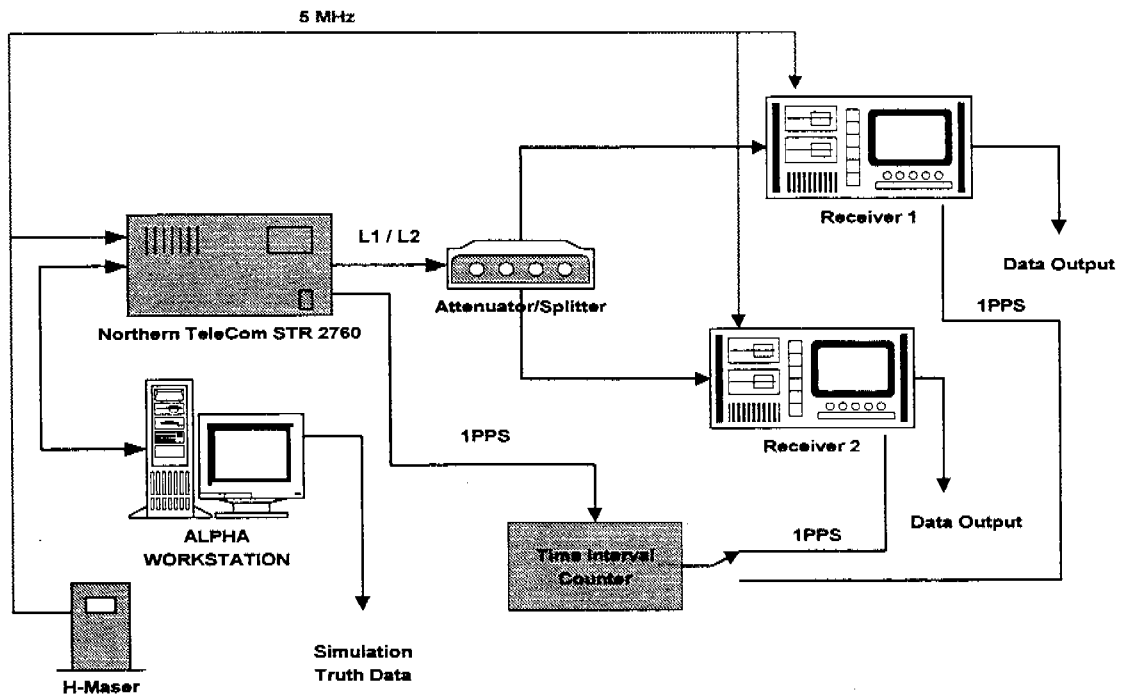 5 MHz
Receiver 1
L1 / L2
Data Output
Attenuator/Splitter
1PPS
Northern TeleCom STR 2760
1PPS
Receiver 2
Data Output
1PPS
ALPHA
WORKSTATION
Time Interval
Counter
Simulation
Truth Data
H-Maser